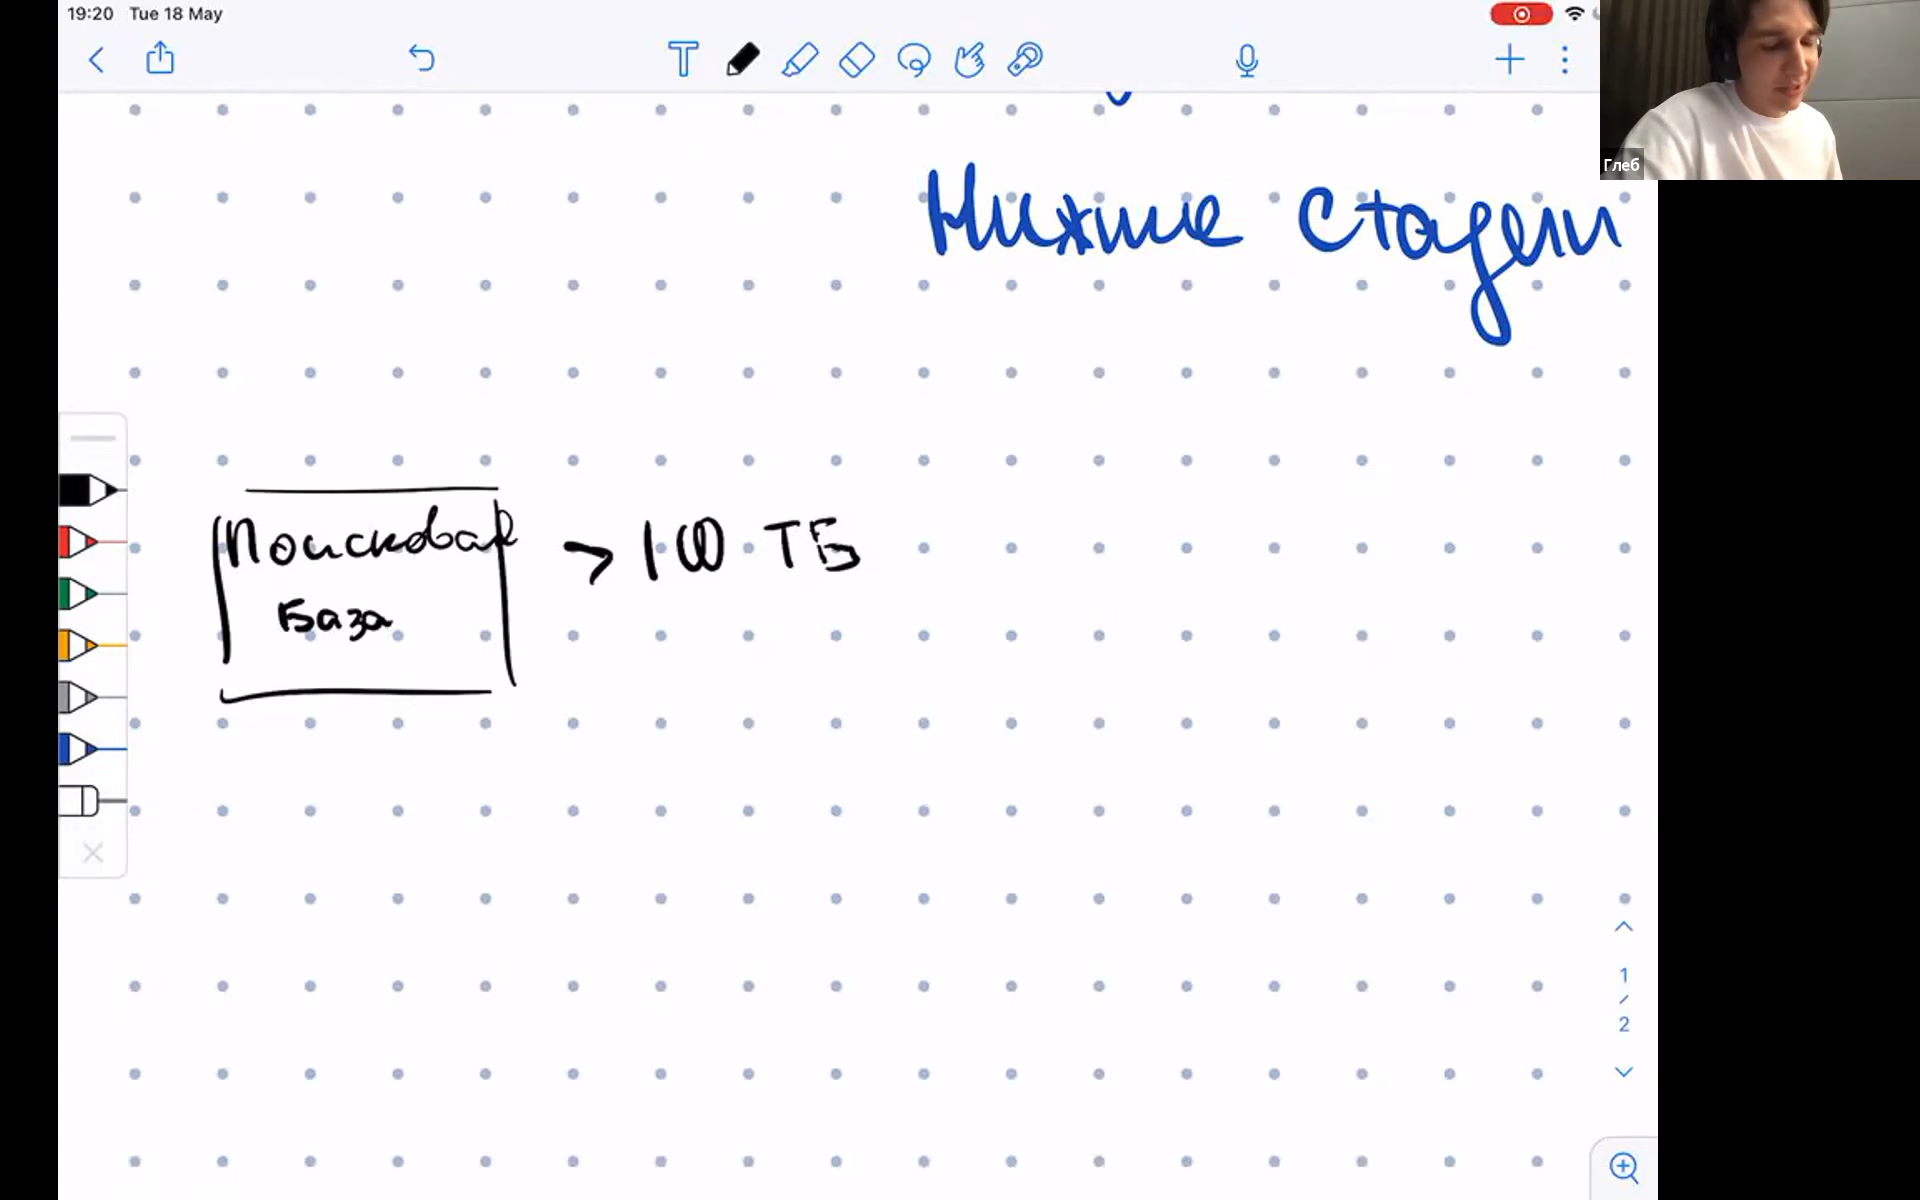 19:20 Tue 18 May
Глеб
Нижние стадии
Поисковая
База
> 100 ТБ
1
/
2